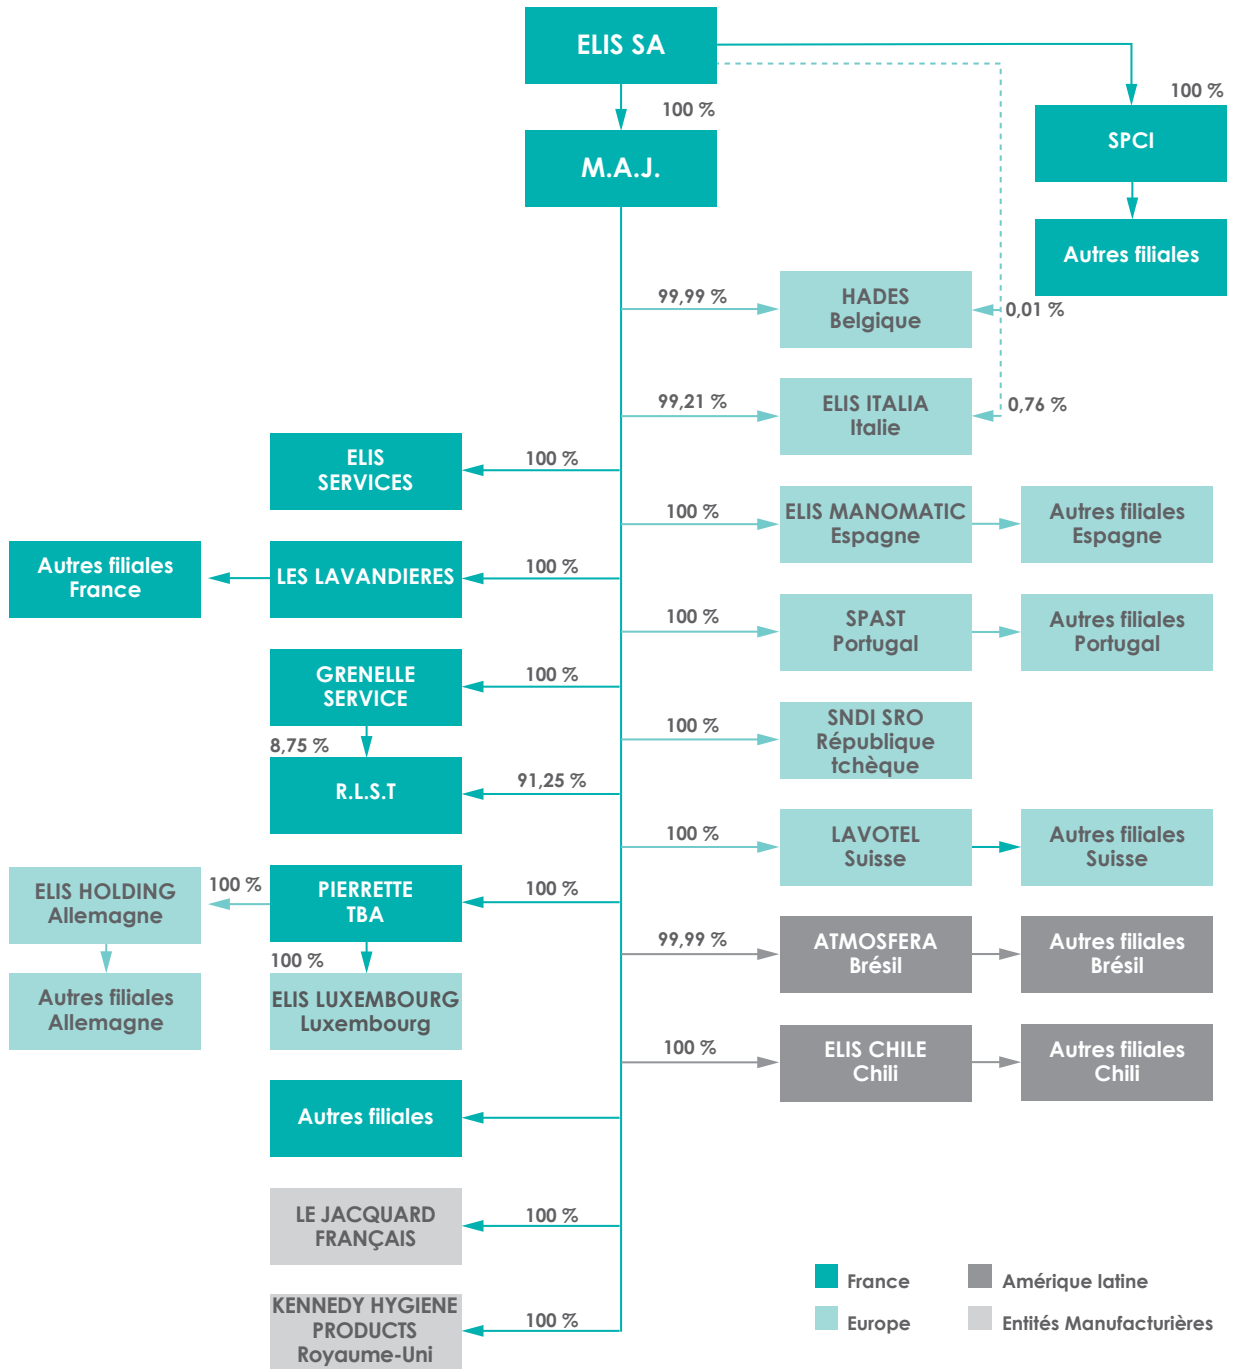 ELIS SA
100 %
100 %
M.A.J.
SPCI
Autres filiales
99,99 %
HADES
Belgique
0,01 %
99,21 %
ELIS ITALIA
Italie
0,76 %
ELIS
SERVICES
100 %
100 %
ELIS MANOMATIC
Espagne
Autres filiales
Espagne
Autres filiales
France
LES LAVANDIERES
100 %
100 %
SPAST
Portugal
Autres filiales
Portugal
GRENELLE
SERVICE
100 %
100 %
SNDI SRO
République
tchèque
8,75 %
R.L.S.T
91,25 %
100 %
LAVOTEL
Suisse
Autres filiales
Suisse
ELIS HOLDING
Allemagne
100 %
PIERRETTE
TBA
100 %
99,99 %
ATMOSFERA
Brésil
Autres filiales
Brésil
100 %
Autres filiales
Allemagne
ELIS LUXEMBOURG
Luxembourg
100 %
ELIS CHILE
Chili
Autres filiales
Chili
Autres filiales
LE JACQUARD
FRANÇAIS
100 %
KENNEDY HYGIENE
PRODUCTS
Royaume-Uni
100 %
France
Amérique latine
Europe
Entités Manufacturières